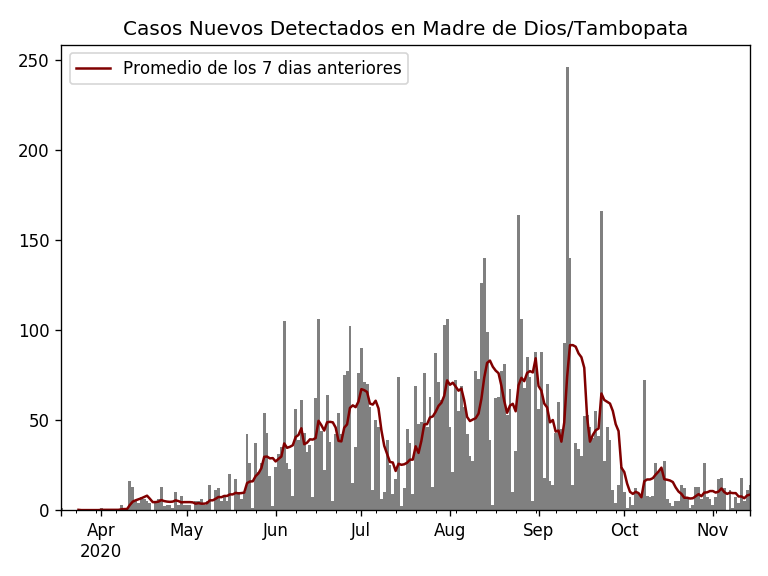 Casos Nuevos Detectados en Madre de Dios/Tambopata
Promedio de los 7 dias anteriores
250
200
150
100
50
0
Apr May Jun Jul Aug Sep Oct Nov
2020